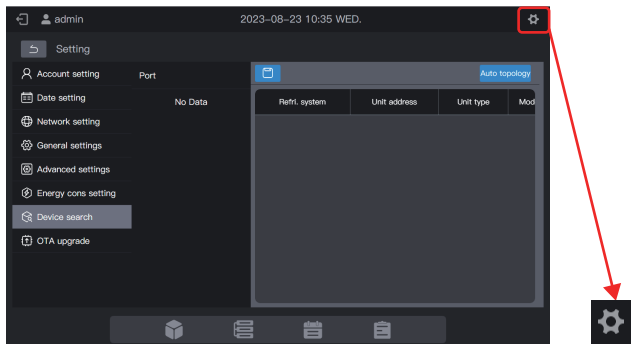 admin
2023-08-23 10:35 WED.
Setting
Account setting
Date setting
Network setting
General settings
Advanced settings
Energy cons setting
Device search
OTA upgrade
Port
No Data
Auto topology
Refri. system Unit address Unit type Mod